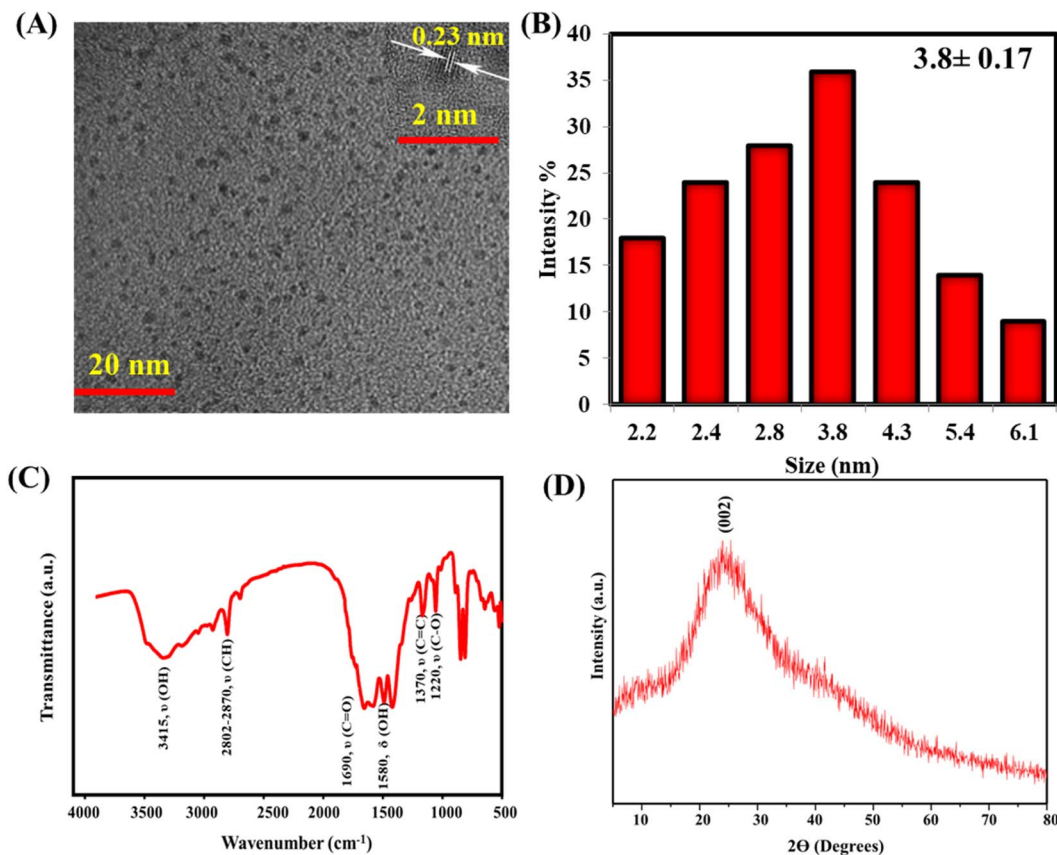 (A)
0.23 nm
2 nm
20 nm
(B)
3.8± 0.17
Intensity %
40
35
30
25
20
15
10
5
0
2.2 2.4 2.8 3.8 4.3 5.4 6.1
Size (nm)
(C)
Transmittance (a.u.)
3415, υ (OH)
2802-2870, υ (CH)
1690, υ (C=O)
1580, δ (OH)
1370, υ (C=C)
1220, υ (C-O)
4000 3500 3000 2500 2000 1500 1000 500
Wavenumber (cm⁻¹)
(D)
Intensity (a.u.)
(002)
10 20 30 40 50 60 70 80
2Ɵ (Degrees)